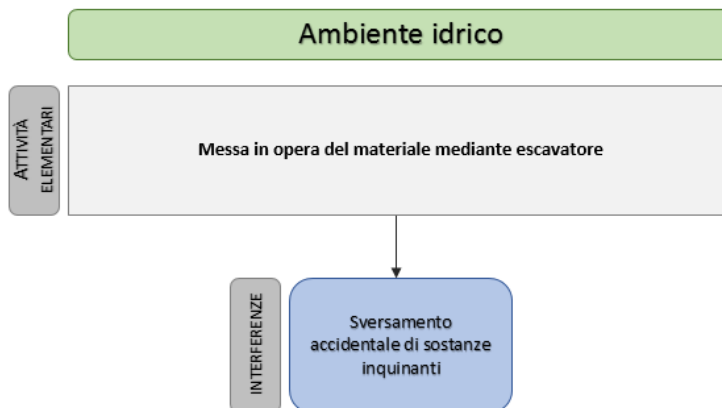 Ambiente idrico
ATTIVITÀ
ELEMENTARI
Messa in opera del materiale mediante escavatore
INTERFERENZE
Sversamento
accidentale di sostanze
inquinanti